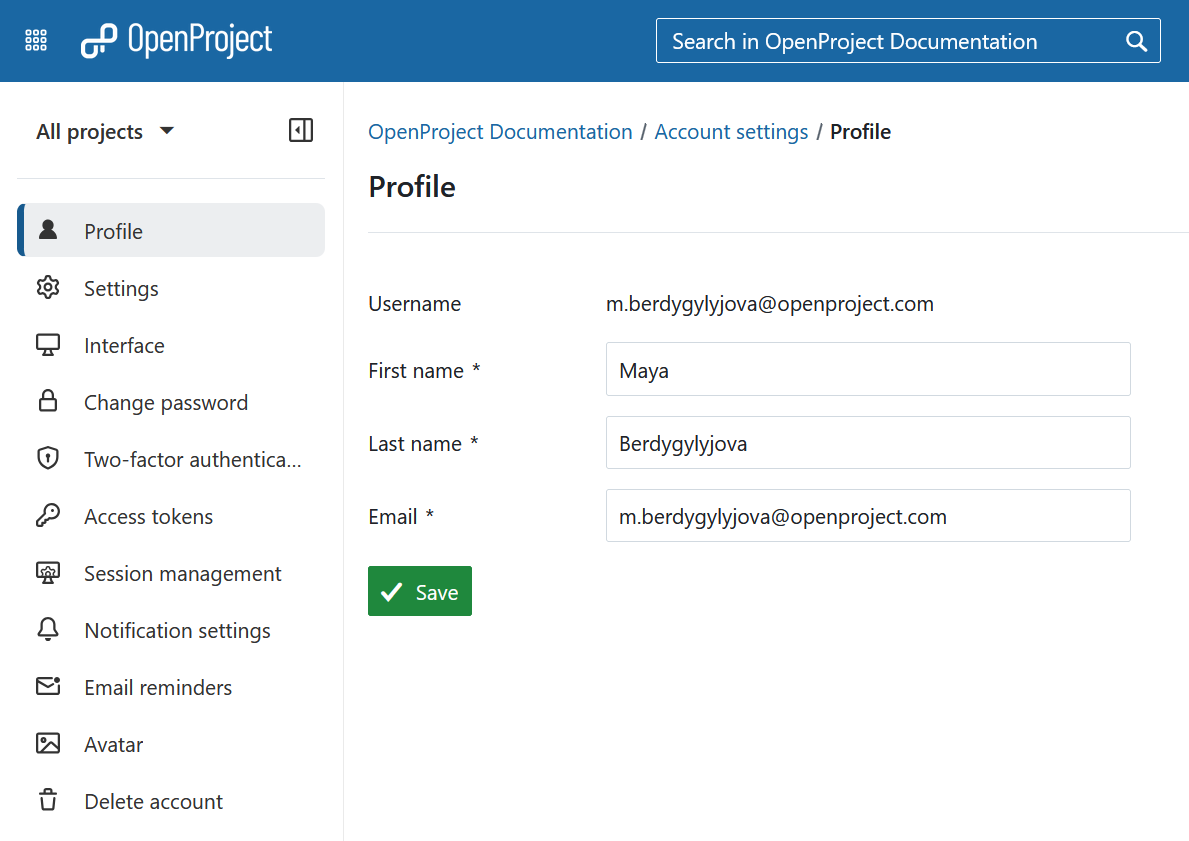 OpenProject
Search in OpenProject Documentation
All projects
Profile
Settings
Interface
Change password
Two-factor authentica...
Access tokens
Session management
Notification settings
Email reminders
Avatar
Delete account
OpenProject Documentation / Account settings / Profile
Profile
Username m.berdygylyjova@openproject.com
First name * Maya
Last name * Berdygylyjova
Email * m.berdygylyjova@openproject.com
Save